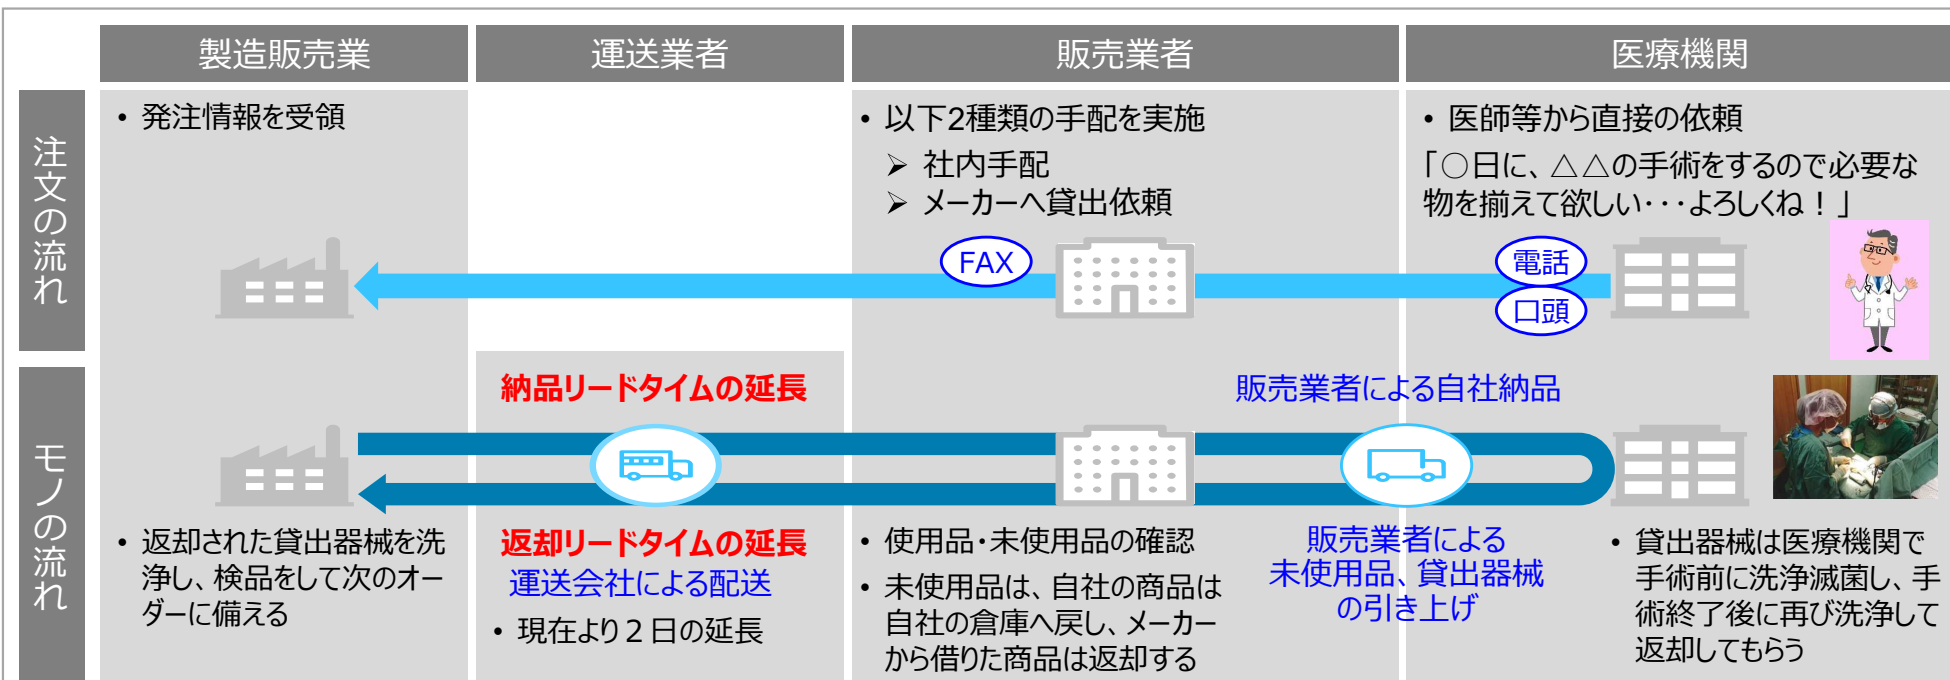 製造販売業
運送業者
販売業者
医療機関
注文の流れ
• 発注情報を受領
• 以下2種類の手配を実施
➢ 社内手配
➢ メーカーへ貸出依頼
• 医師等から直接の依頼
「○日に、△△の手術をするので必要な
物を揃えて欲しい・・・よろしくね！」
FAX
電話
口頭
モノの流れ
納品リードタイムの延長
販売業者による自社納品
• 返却された貸出器械を洗
浄し、検品をして次のオー
ダーに備える
返却リードタイムの延長
運送会社による配送
• 現在より２日の延長
• 使用品・未使用品の確認
• 未使用品は、自社の商品は
自社の倉庫へ戻し、メーカー
から借りた商品は返却する
販売業者による
未使用品、貸出器械
の引き上げ
• 貸出器械は医療機関で
手術前に洗浄滅菌し、手
術終了後に再び洗浄して
返却してもらう